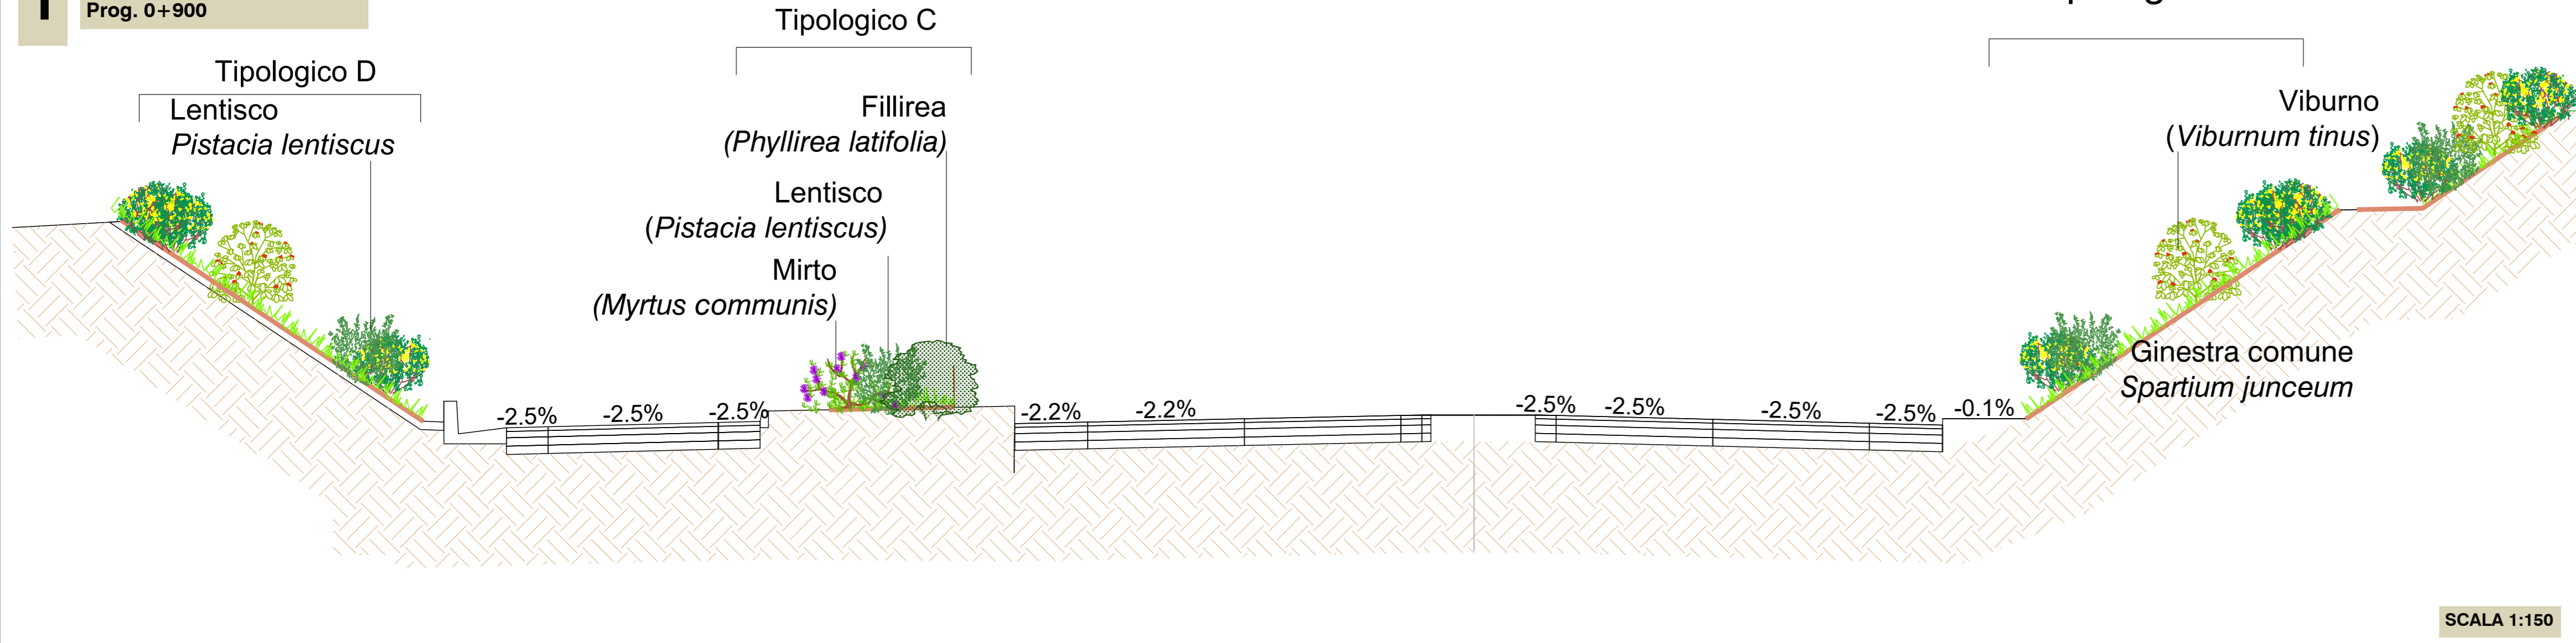 Prog. 0+900
Tipologico D
Lentisco
Pistacia lentiscus
Tipologico C
Fillirea
(Phyllirea latifolia)
Lentisco
(Pistacia lentiscus)
Mirto
(Myrtus communis)
Viburno
(Viburnum tinus)
Ginestra comune
Spartium junceum
-2.5% -2.5% -2.5% -2.2% -2.2% -2.5% -2.5% -2.5% -2.5% -0.1%
SCALA 1:150